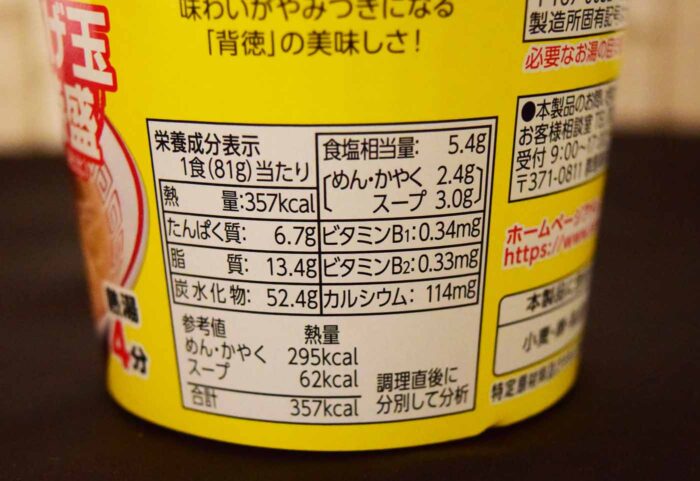 味わいがやみつきになる
「背徳」の美味しさ！
玉
盛
熱湯
4分
栄養成分表示
1食(81g)当たり
熱量:357kcal
たんぱく質: 6.7g
脂質: 13.4g
炭水化物: 52.4g
食塩相当量: 5.4g
めん・かやく 2.4g
スープ 3.0g
ビタミンB1:0.34mg
ビタミンB2:0.33mg
カルシウム: 114mg
参考値 熱量
めん・かやく 295kcal
スープ 62kcal
合計 357kcal
調理直後に
分別して分析
製造所固有記号
必要なお湯の目
●本製品のお問い
お客様相談室
受付 9:00〜17
〒371-0811
ホームページ
https://www.
本製品に
小麦・卵・
特定原材料